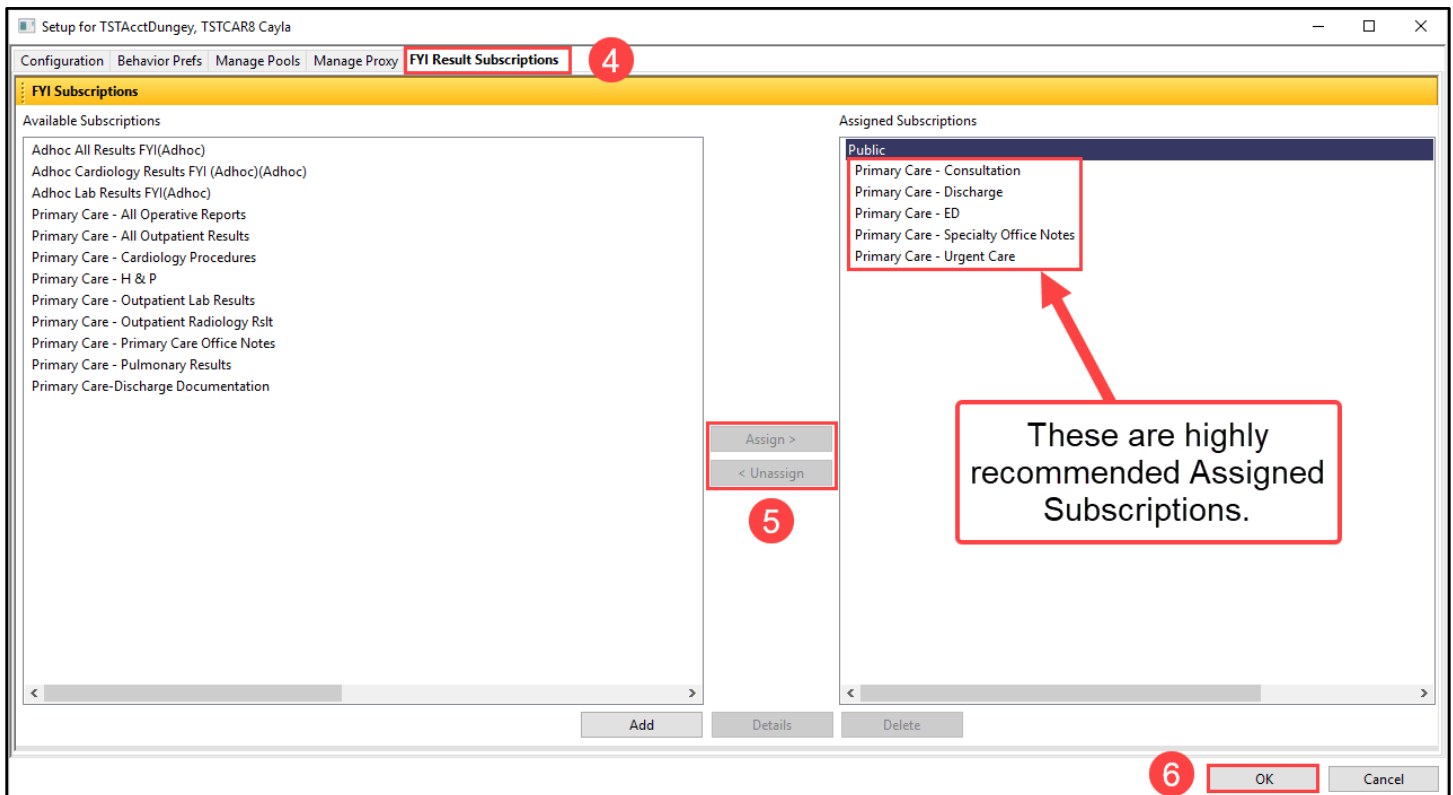 Setup for TSTAcctDungey, TSTCAR8 Cayla
Configuration Behavior Prefs Manage Pools Manage Proxy FYI Result Subscriptions 4
FYI Subscriptions
Available Subscriptions
Adhoc All Results FYI(Adhoc)
Adhoc Cardiology Results FYI (Adhoc)(Adhoc)
Adhoc Lab Results FYI(Adhoc)
Primary Care - All Operative Reports
Primary Care - All Outpatient Results
Primary Care - Cardiology Procedures
Primary Care - H & P
Primary Care - Outpatient Lab Results
Primary Care - Outpatient Radiology Rslt
Primary Care - Primary Care Office Notes
Primary Care - Pulmonary Results
Primary Care-Discharge Documentation
Assign >
< Unassign
5
Assigned Subscriptions
Public
Primary Care - Consultation
Primary Care - Discharge
Primary Care - ED
Primary Care - Specialty Office Notes
Primary Care - Urgent Care
These are highly
recommended Assigned
Subscriptions.
Add Details Delete
6 OK Cancel